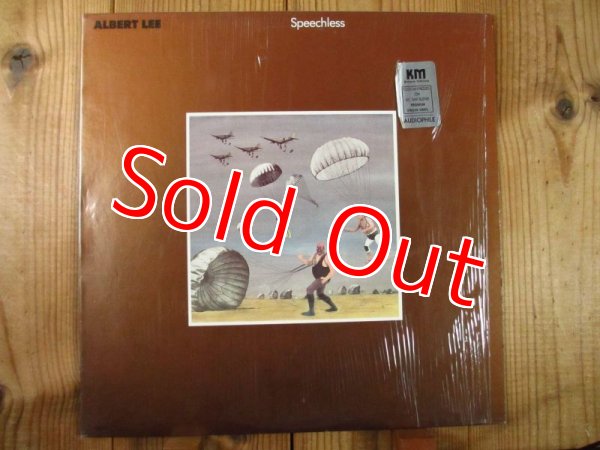 ALBERT LEE
Speechless
KM
AUDIOPHILE
Sold Out